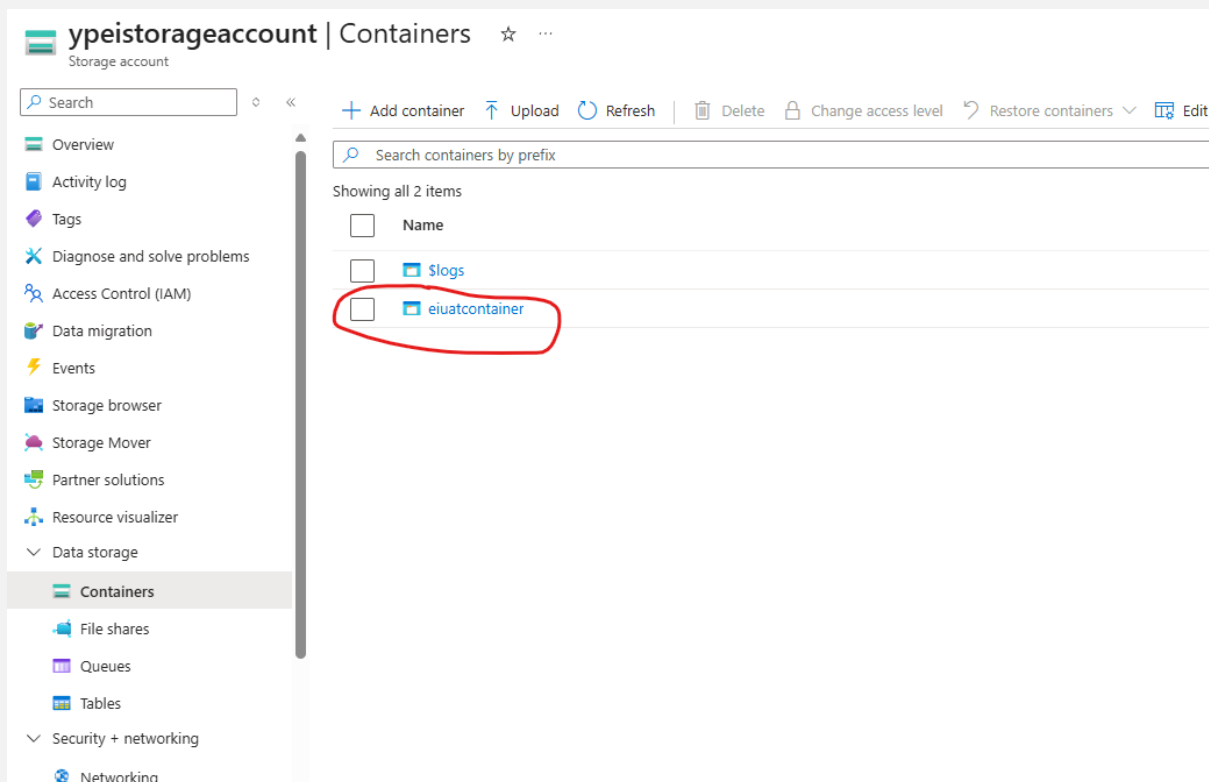 ypeistorageaccount | Containers ☆ ...
Storage account
Search
Overview
Activity log
Tags
Diagnose and solve problems
Access Control (IAM)
Data migration
Events
Storage browser
Storage Mover
Partner solutions
Resource visualizer
Data storage
Containers
File shares
Queues
Tables
Security + networking
Networking
Add container Upload Refresh Delete Change access level Restore containers Edit
Search containers by prefix
Showing all 2 items
Name
$logs
eiuatcontainer